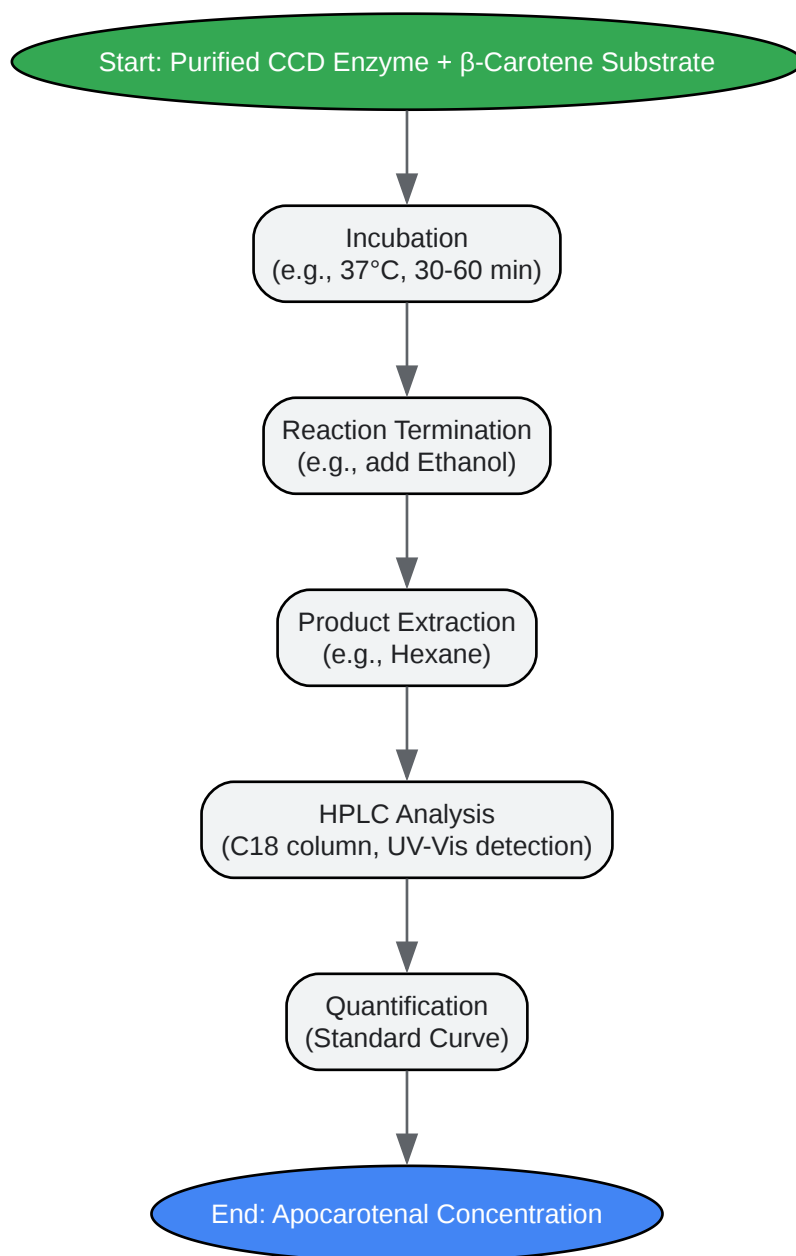 Start: Purified CCD Enzyme + β-Carotene Substrate
Incubation
(e.g., 37°C, 30-60 min)
Reaction Termination
(e.g., add Ethanol)
Product Extraction
(e.g., Hexane)
HPLC Analysis
(C18 column, UV-Vis detection)
Quantification
(Standard Curve)
End: Apocarotenal Concentration